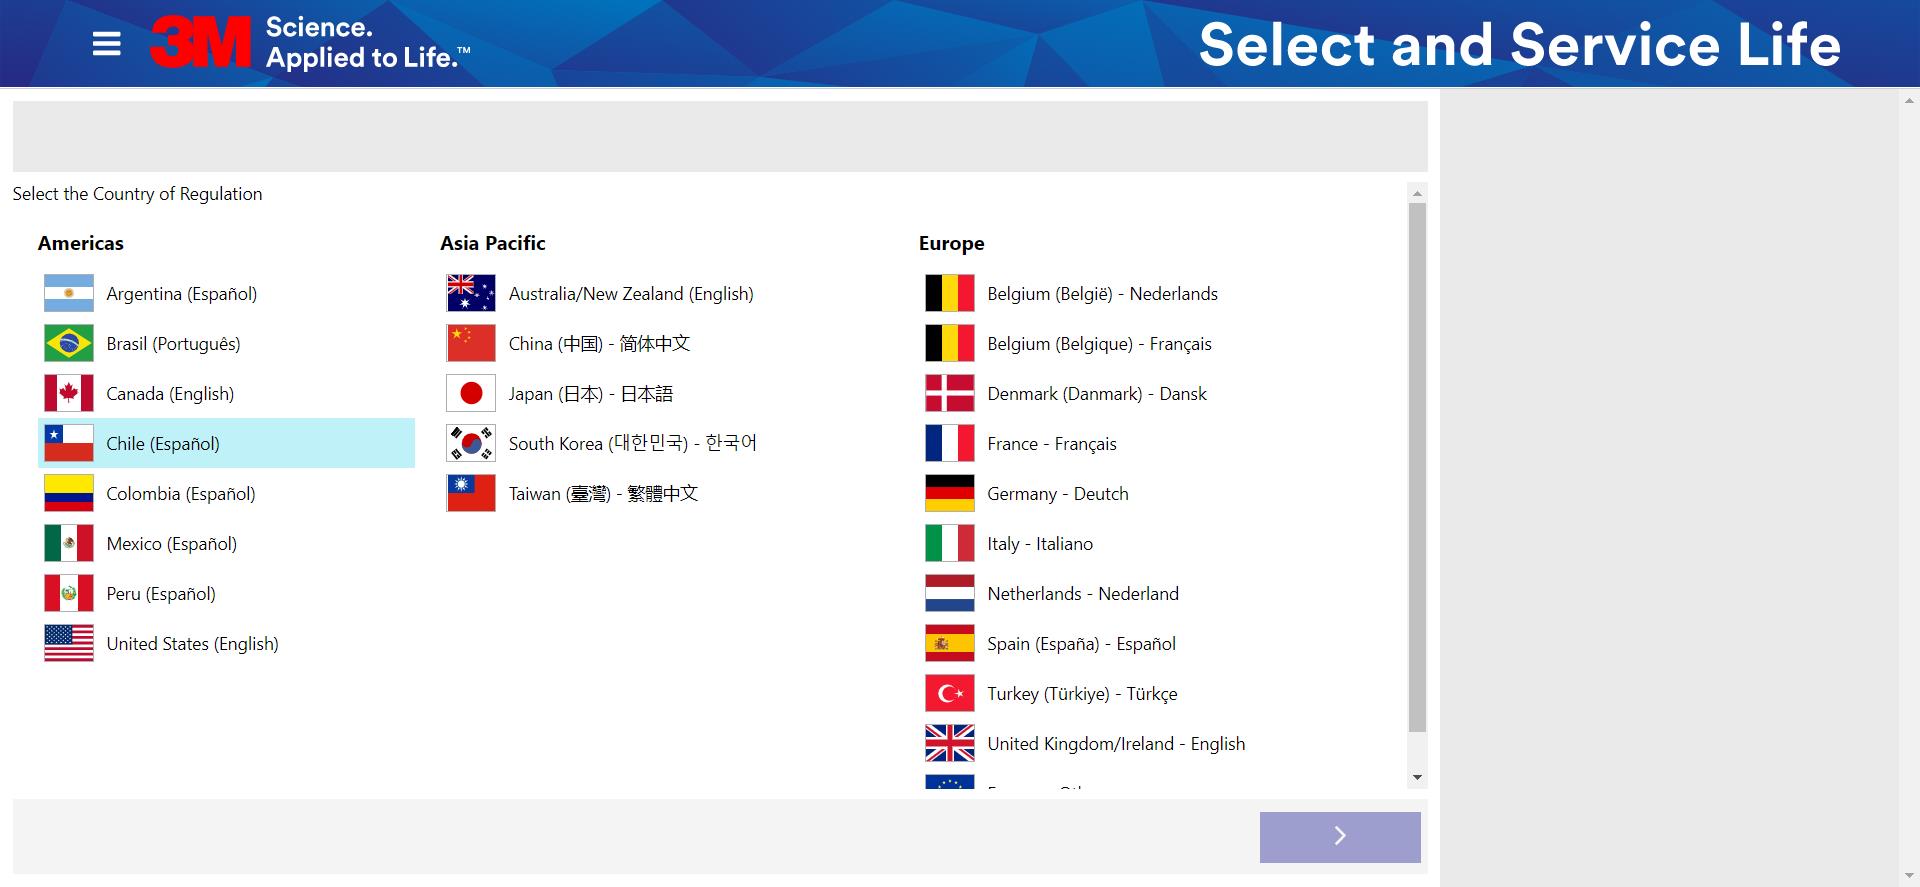 3M Science.
Applied to Life.™
Select and Service Life
Select the Country of Regulation
Americas
Argentina (Español)
Brasil (Português)
Canada (English)
Chile (Español)
Colombia (Español)
Mexico (Español)
Peru (Español)
United States (English)
Asia Pacific
Australia/New Zealand (English)
China (中国) - 简体中文
Japan (日本) - 日本語
South Korea (대한민국) - 한국어
Taiwan (臺灣) - 繁體中文
Europe
Belgium (België) - Nederlands
Belgium (Belgique) - Français
Denmark (Danmark) - Dansk
France - Français
Germany - Deutch
Italy - Italiano
Netherlands - Nederland
Spain (España) - Español
Turkey (Türkiye) - Türkçe
United Kingdom/Ireland - English